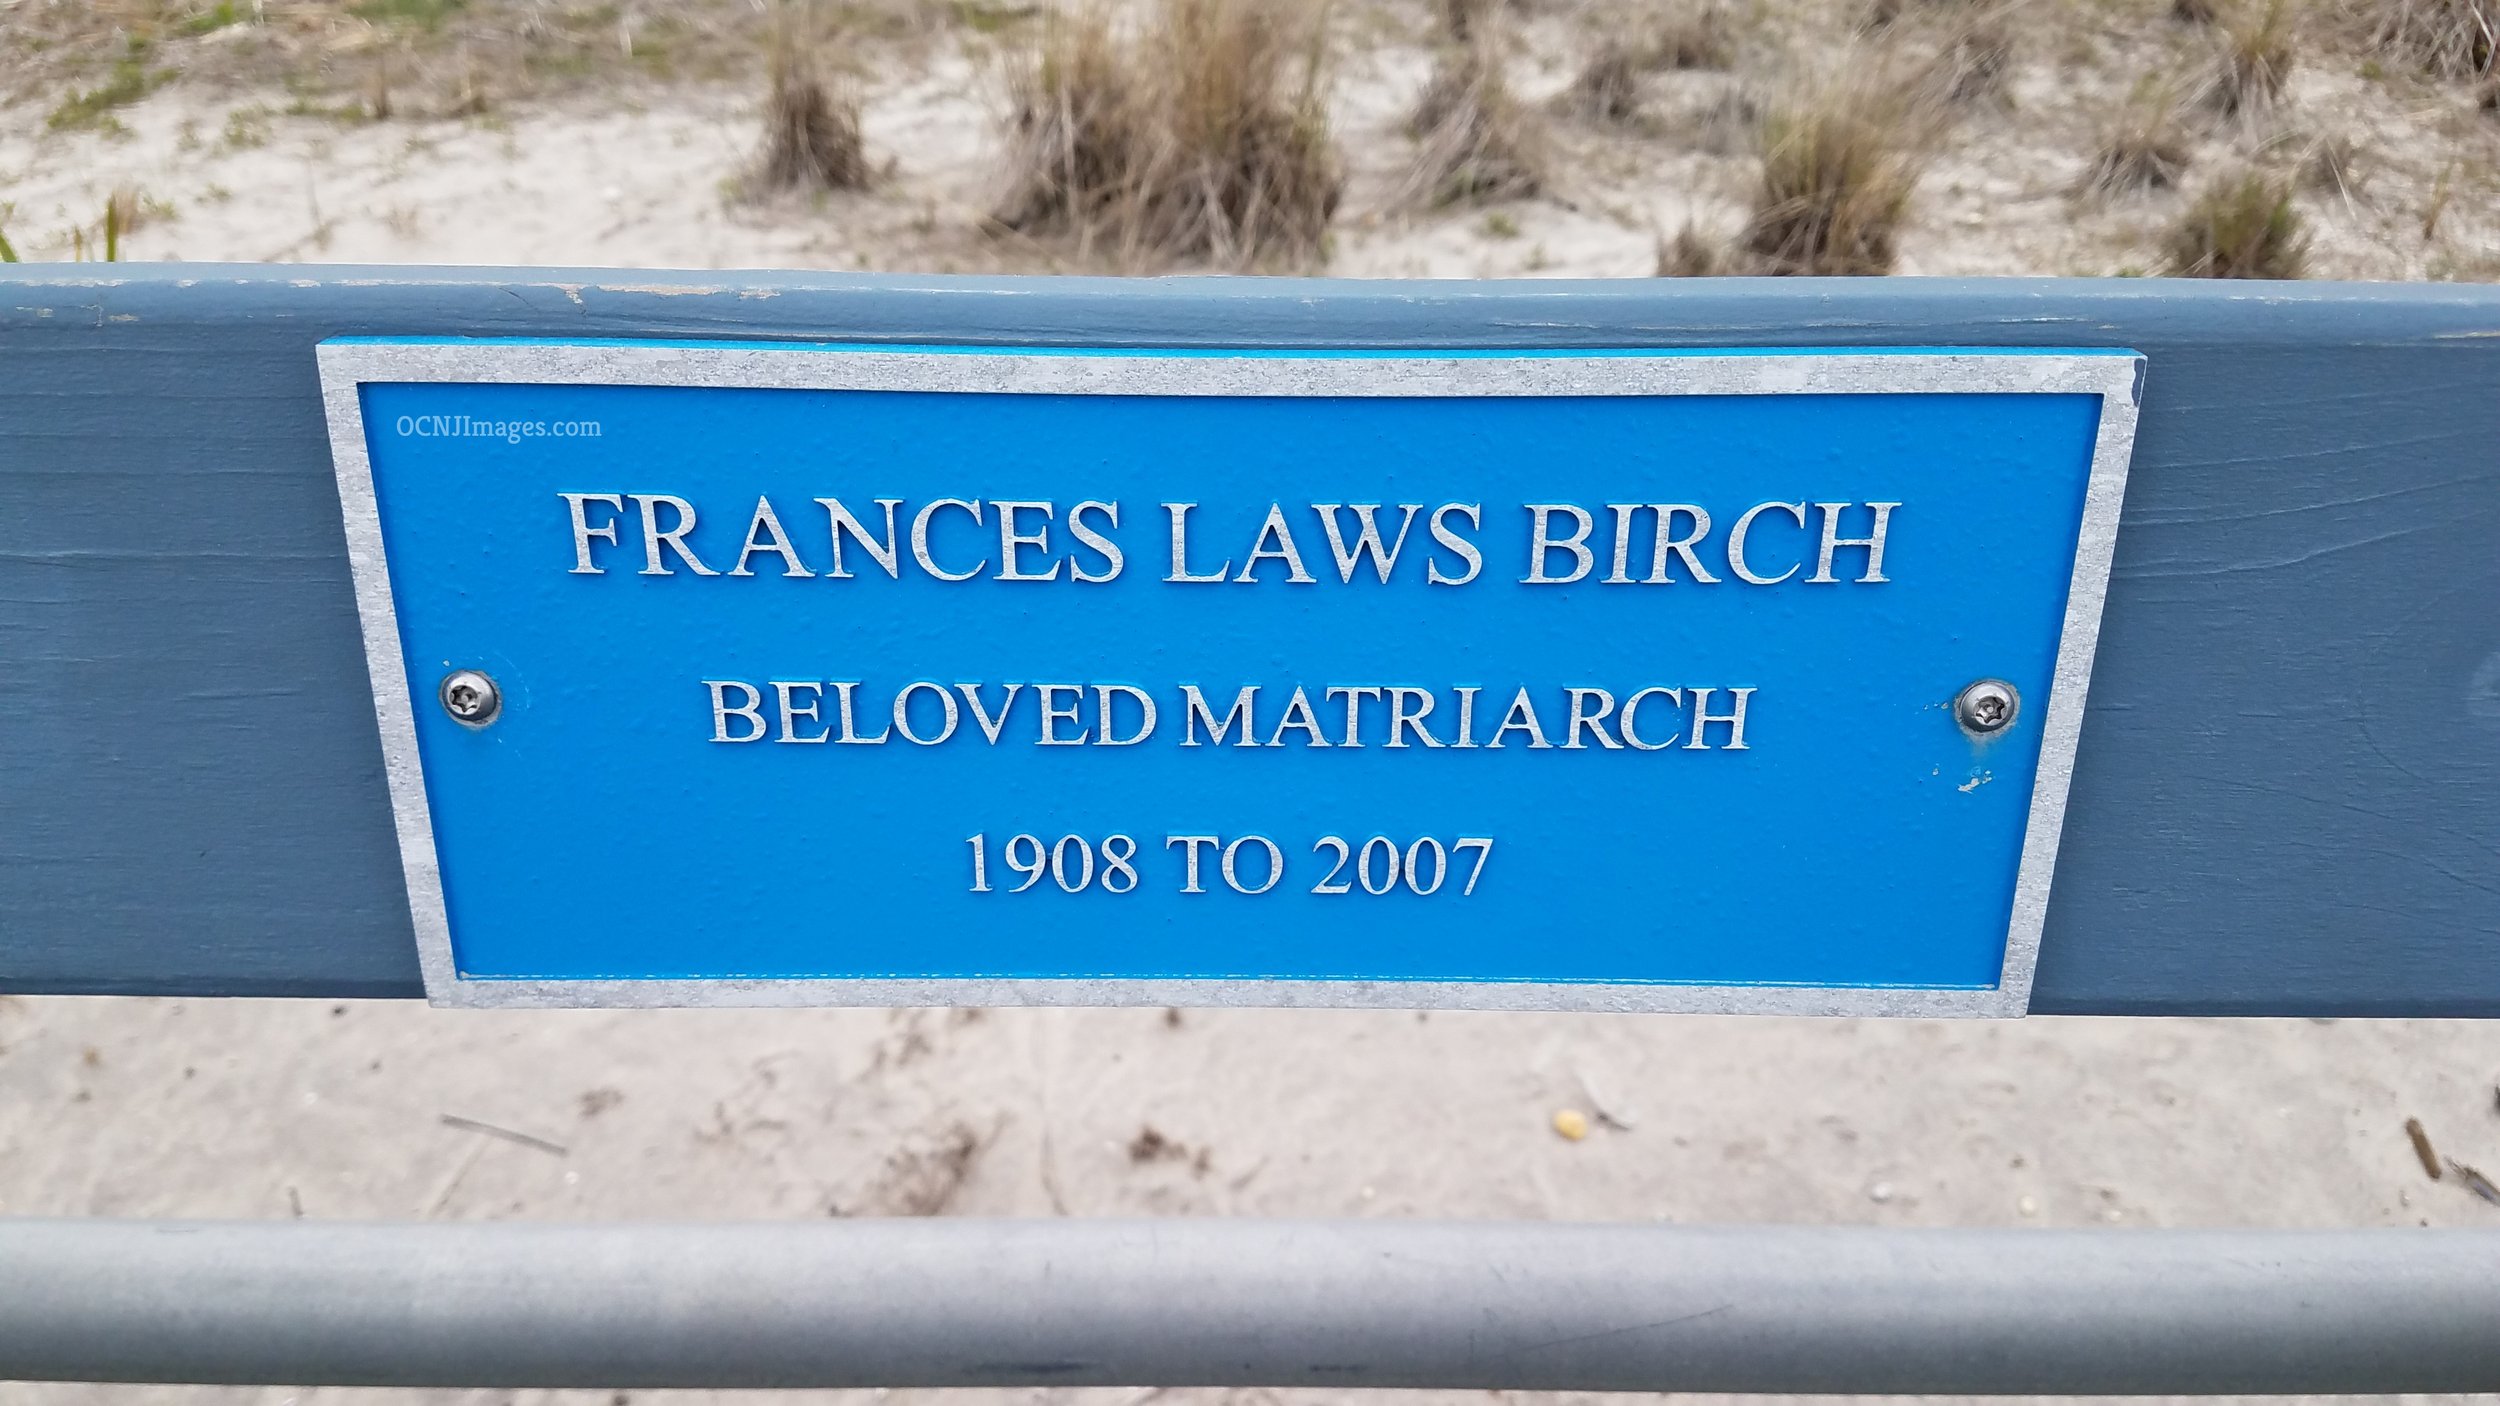 OCNJImages.com
FRANCES LAWS BIRCH
BELOVED MATRIARCH
1908 TO 2007